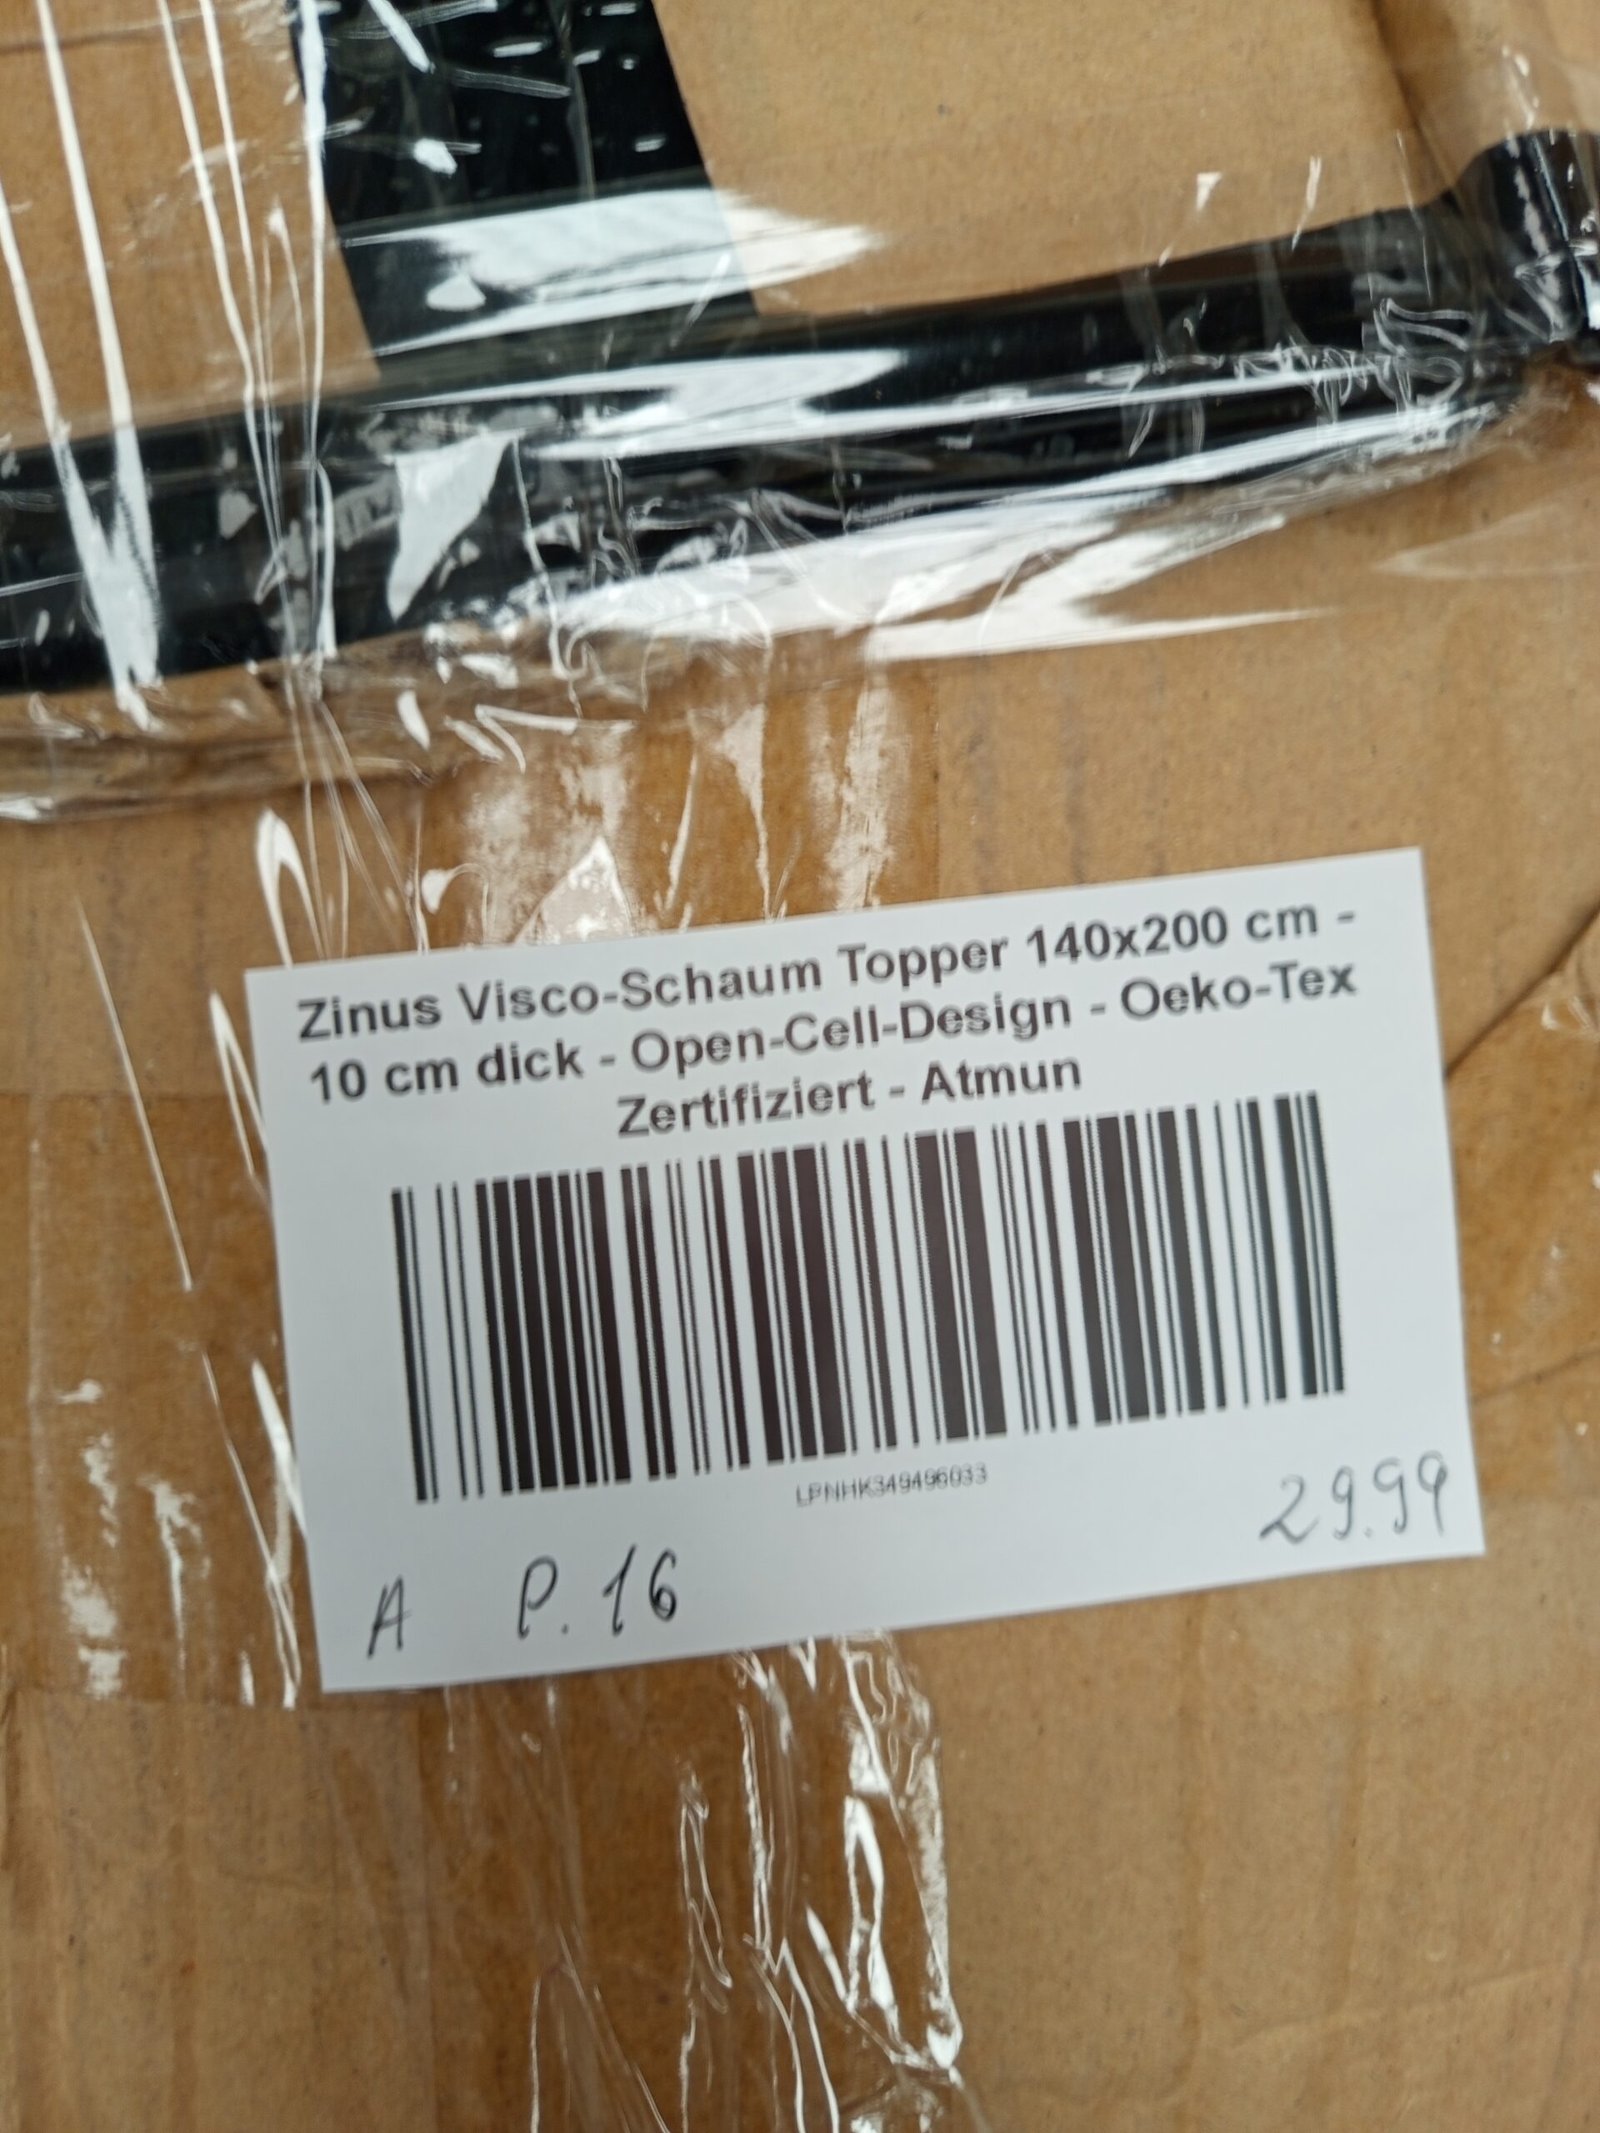 Zinus Visco-Schaum Topper 140x200 cm -
10 cm dick - Open-Cell-Design - Oeko-Tex
Zertifiziert - Atmun
LPNHK349496033
29.99
A P. 16